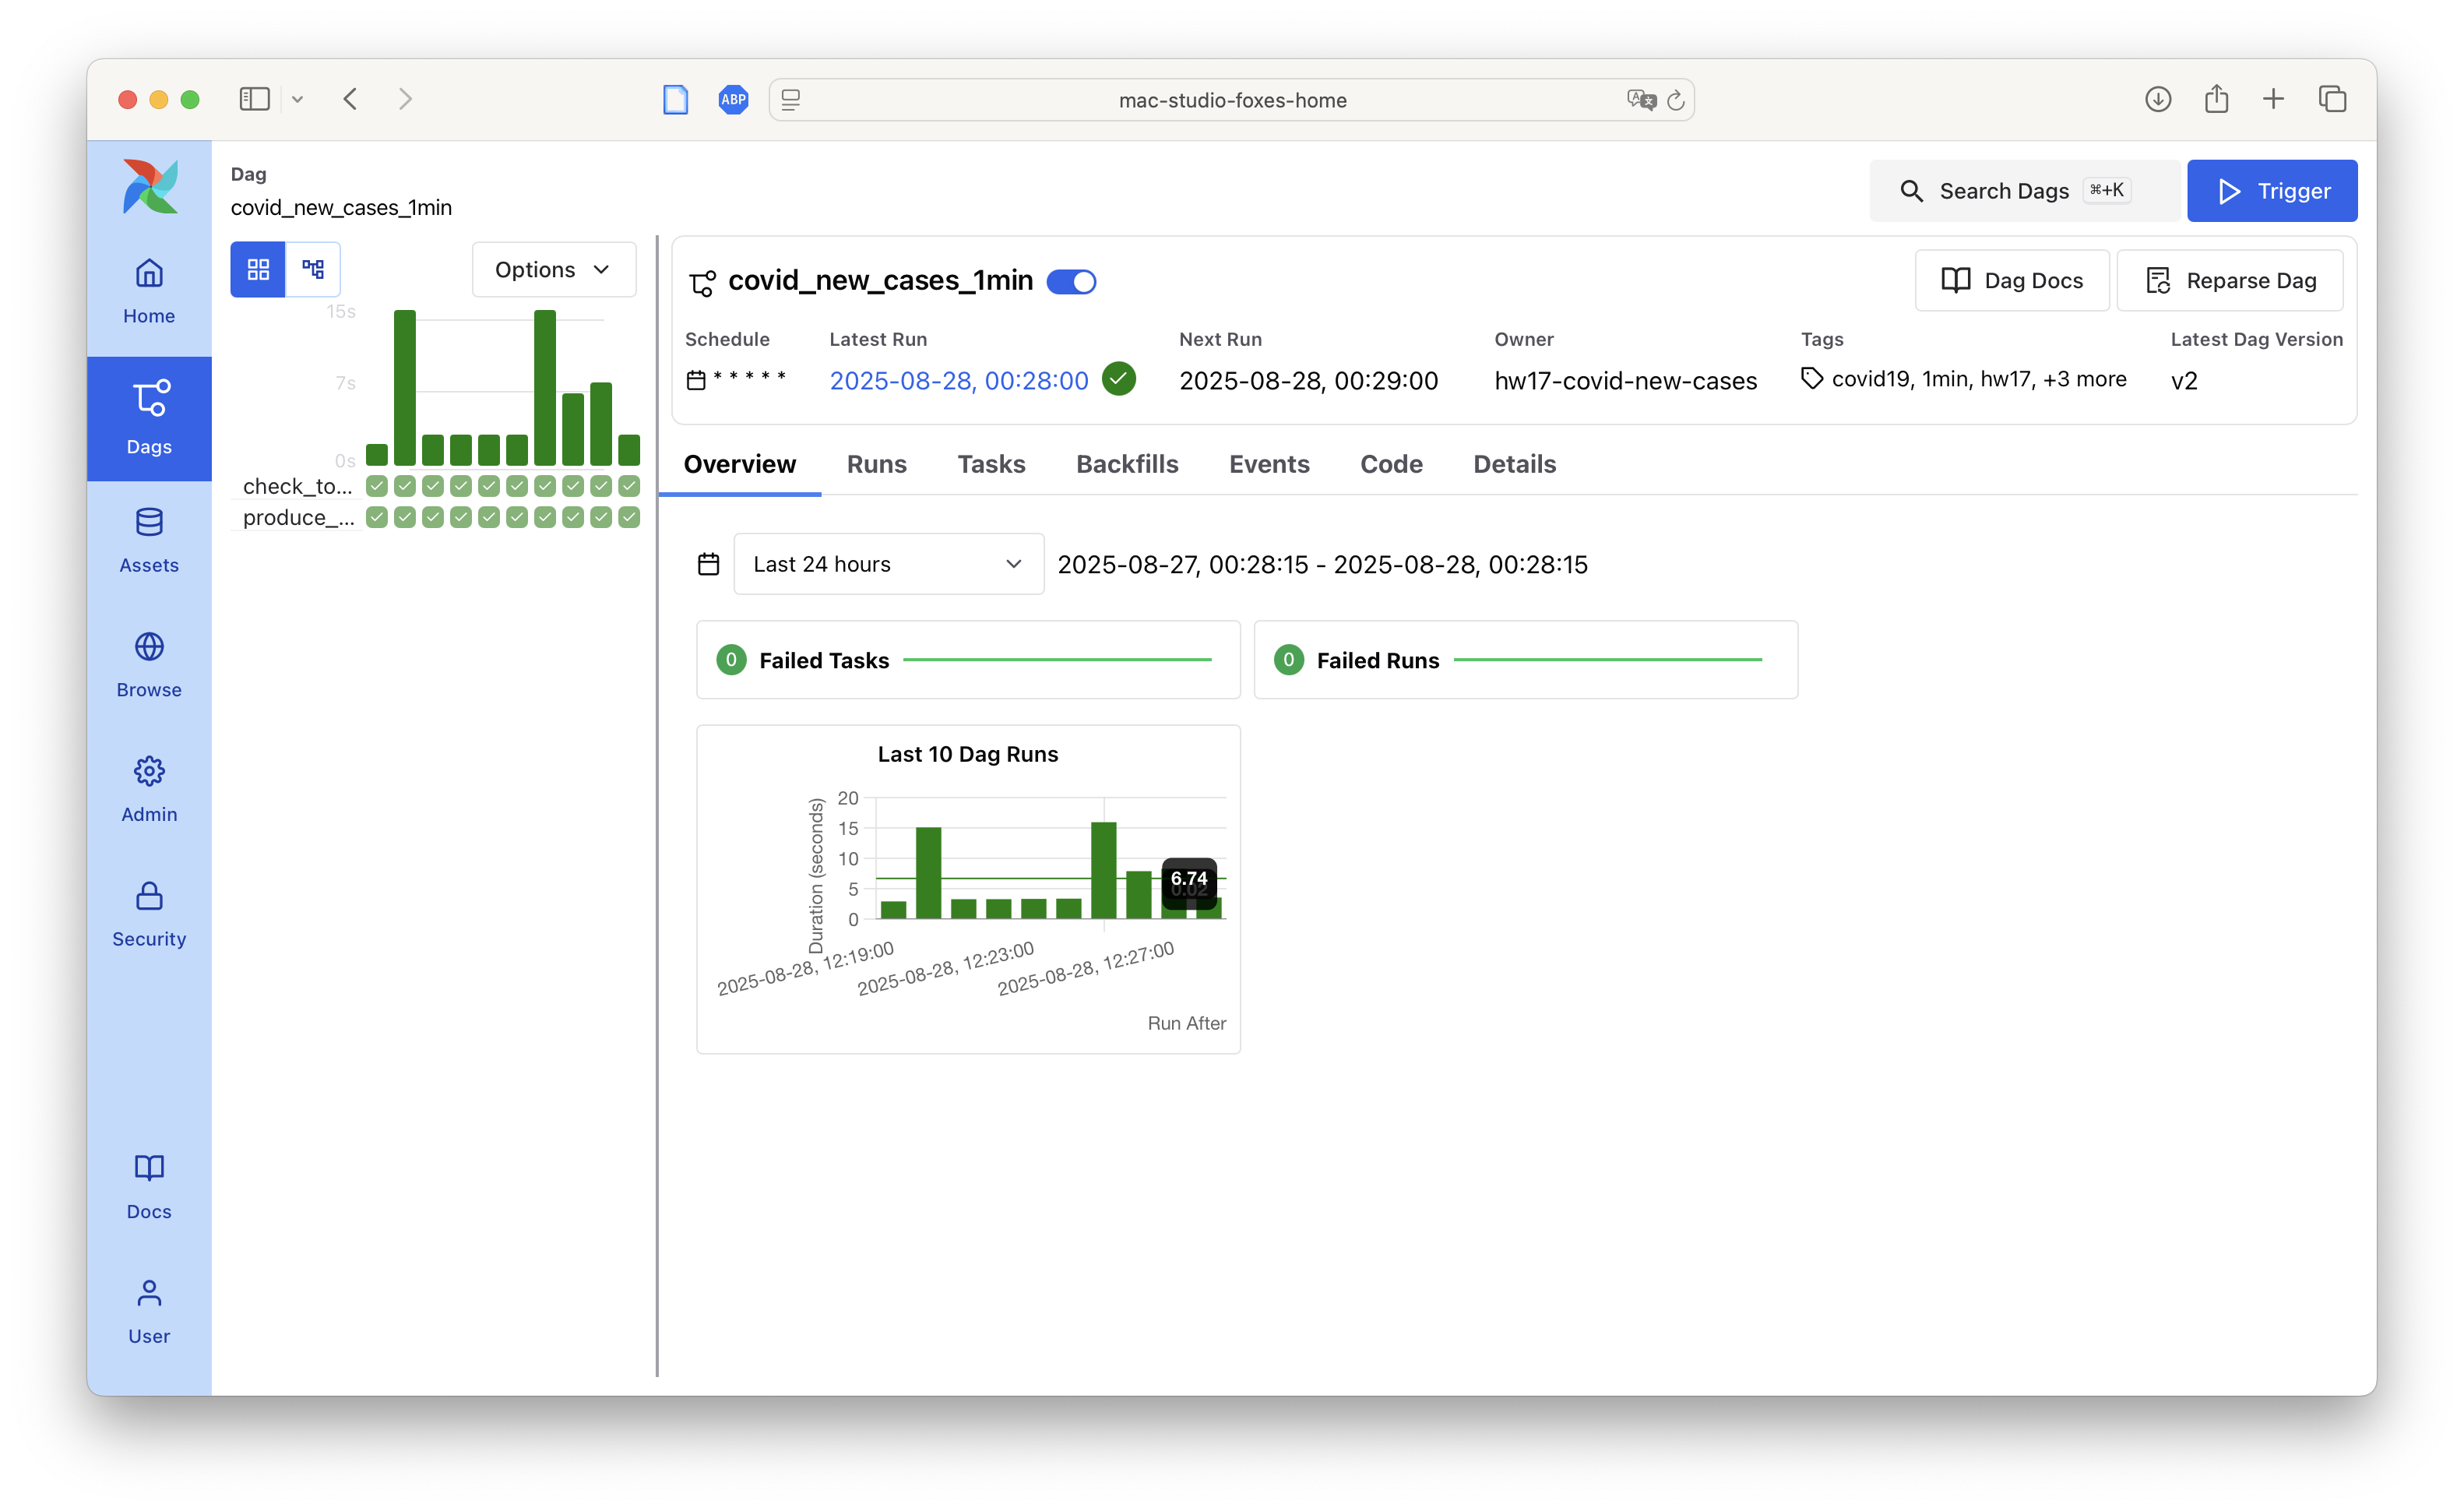 ABP
mac-studio-foxes-home
Dag
covid_new_cases_1min
Search Dags ⌘+K
Trigger
Home
Dags
Assets
Browse
Admin
Security
Docs
User
Options
15s
7s
0s
check_to...
produce_...
covid_new_cases_1min
Dag Docs
Reparse Dag
Schedule Latest Run Next Run Owner Tags Latest Dag Version
* * * * * 2025-08-28, 00:28:00 2025-08-28, 00:29:00 hw17-covid-new-cases covid19, 1min, hw17, +3 more v2
Overview Runs Tasks Backfills Events Code Details
Last 24 hours 2025-08-27, 00:28:15 - 2025-08-28, 00:28:15
0 Failed Tasks
0 Failed Runs
Last 10 Dag Runs
Duration (seconds)
20
15
10
5
0
6.74
0.02
2025-08-28, 12:19:00
2025-08-28, 12:23:00
2025-08-28, 12:27:00
Run After